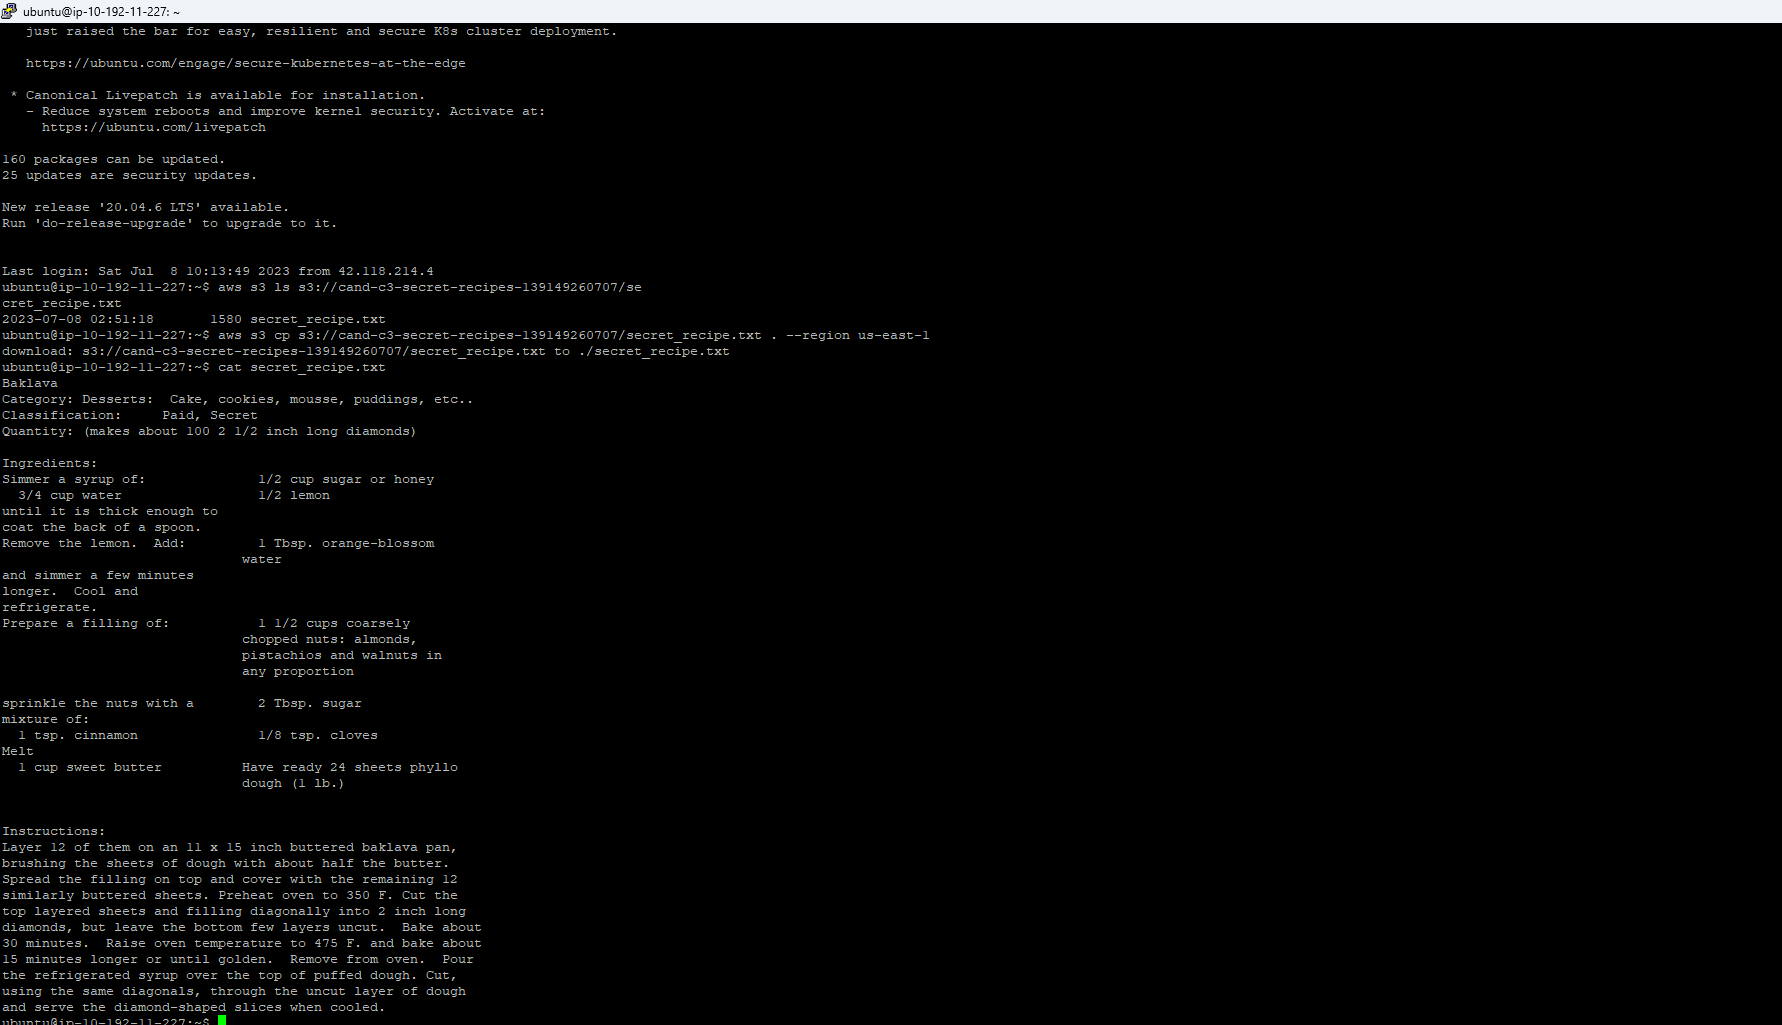 ubuntu@ip-10-192-11-227: ~
just raised the bar for easy, resilient and secure K8s cluster deployment.
https://ubuntu.com/engage/secure-kubernetes-at-the-edge
* Canonical Livepatch is available for installation.
- Reduce system reboots and improve kernel security. Activate at:
https://ubuntu.com/livepatch
160 packages can be updated.
25 updates are security updates.
New release '20.04.6 LTS' available.
Run 'do-release-upgrade' to upgrade to it.
Last login: Sat Jul  8 10:13:49 2023 from 42.118.214.4
ubuntu@ip-10-192-11-227:~$ aws s3 ls s3://cand-c3-secret-recipes-139149260707/se
cret_recipe.txt
2023-07-08 02:51:18       1580 secret_recipe.txt
ubuntu@ip-10-192-11-227:~$ aws s3 cp s3://cand-c3-secret-recipes-139149260707/secret_recipe.txt . --region us-east-1
download: s3://cand-c3-secret-recipes-139149260707/secret_recipe.txt to ./secret_recipe.txt
ubuntu@ip-10-192-11-227:~$ cat secret_recipe.txt
Baklava
Category: Desserts:  Cake, cookies, mousse, puddings, etc..
Classification:     Paid, Secret
Quantity: (makes about 100 2 1/2 inch long diamonds)
Ingredients:
Simmer a syrup of:              1/2 cup sugar or honey
3/4 cup water                 1/2 lemon
until it is thick enough to
coat the back of a spoon.
Remove the lemon.  Add:         1 Tbsp. orange-blossom
water
and simmer a few minutes
longer.  Cool and
refrigerate.
Prepare a filling of:           1 1/2 cups coarsely
chopped nuts: almonds,
pistachios and walnuts in
any proportion
sprinkle the nuts with a        2 Tbsp. sugar
mixture of:
1 tsp. cinnamon               1/8 tsp. cloves
Melt
1 cup sweet butter          Have ready 24 sheets phyllo
dough (1 lb.)
Instructions:
Layer 12 of them on an 11 x 15 inch buttered baklava pan,
brushing the sheets of dough with about half the butter.
Spread the filling on top and cover with the remaining 12
similarly buttered sheets. Preheat oven to 350 F. Cut the
top layered sheets and filling diagonally into 2 inch long
diamonds, but leave the bottom few layers uncut.  Bake about
30 minutes.  Raise oven temperature to 475 F. and bake about
15 minutes longer or until golden.  Remove from oven.  Pour
the refrigerated syrup over the top of puffed dough. Cut,
using the same diagonals, through the uncut layer of dough
and serve the diamond-shaped slices when cooled.
ubuntu@ip-10-192-11-227:~$